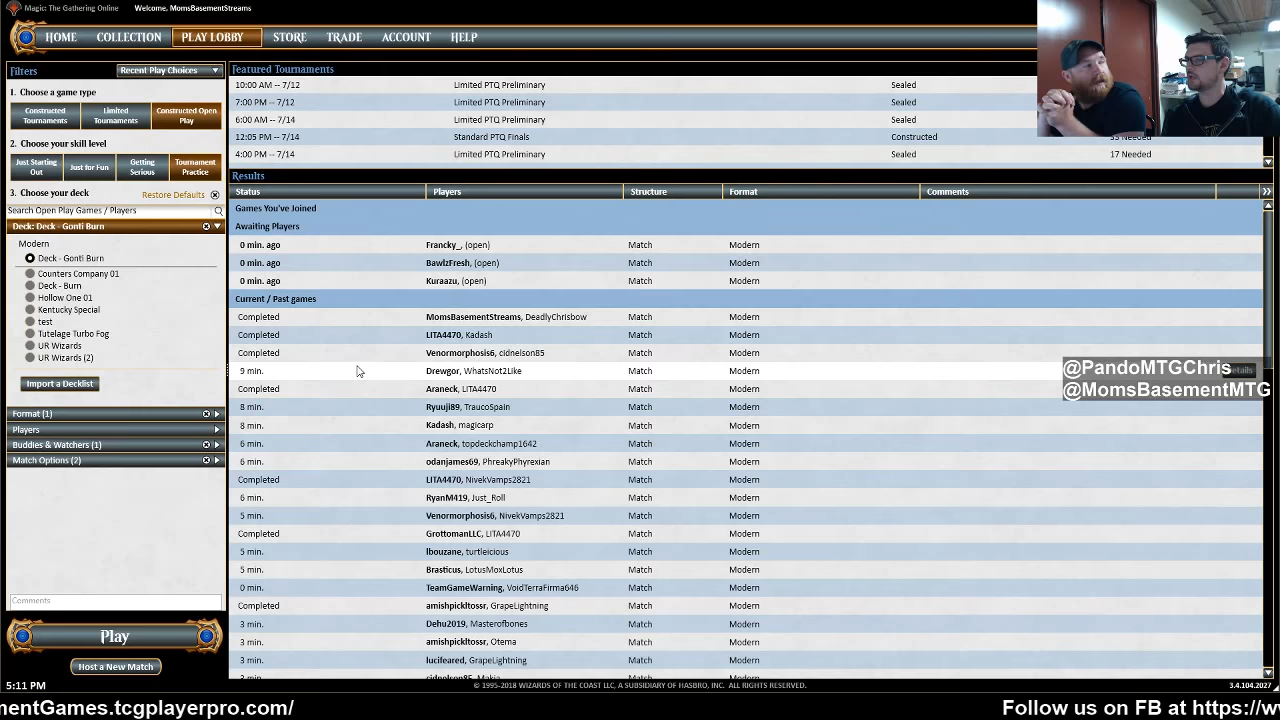 Magic: The Gathering Online Welcome, MomsBasementStreams
HOME COLLECTION PLAY LOBBY STORE TRADE ACCOUNT HELP
Filters Recent Play Choices
1. Choose a game type
Constructed Tournaments
Limited Tournaments
Constructed Open Play
2. Choose your skill level
Just Starting Out
Just for Fun
Getting Serious
Tournament Practice
3. Choose your deck Restore Defaults
Search Open Play Games / Players
Deck: Deck - Gonti Burn
Modern
Deck - Gonti Burn
Counters Company 01
Deck - Burn
Hollow One 01
Kentucky Special
test
Tutelage Turbo Fog
UR Wizards
UR Wizards (2)
Import a Decklist
Format (1)
Players
Buddies & Watchers (1)
Match Options (2)
Comments
Play
Host a New Match
5:11 PM
Featured Tournaments
10:00 AM -- 7/12 Limited PTQ Preliminary Sealed
7:00 PM -- 7/12 Limited PTQ Preliminary Sealed
6:00 AM -- 7/14 Limited PTQ Preliminary Sealed
12:05 PM -- 7/14 Standard PTQ Finals Constructed Needed
4:00 PM -- 7/14 Limited PTQ Preliminary Sealed 17 Needed
Results
Status Players Structure Format Comments
Games You've Joined
Awaiting Players
0 min. ago Francky_, (open) Match Modern
0 min. ago BawlzFresh, (open) Match Modern
0 min. ago Kuraazu, (open) Match Modern
Current / Past games
Completed MomsBasementStreams, DeadlyChrisbow Match Modern
Completed LITA4470, Kadash Match Modern
Completed Venormorphosis6, cidnelson85 Match Modern
9 min. Drewgor, WhatsNot2Like Match Modern
Completed Araneck, LITA4470 Match Modern
8 min. Ryuuji89, TraucoSpain Match Modern
8 min. Kadash, magicarp Match Modern
6 min. Araneck, topdeckchamp1642 Match Modern
6 min. odanjames69, PhreakyPhyrexian Match Modern
Completed LITA4470, NivekVamps2821 Match Modern
6 min. RyanM419, Just_Roll Match Modern
5 min. Venormorphosis6, NivekVamps2821 Match Modern
Completed GrottomanLLC, LITA4470 Match Modern
5 min. lbouzane, turtleicious Match Modern
5 min. Brasticus, LotusMoxLotus Match Modern
0 min. TeamGameWarning, VoidTerraFirma646 Match Modern
Completed amishpickltossr, GrapeLightning Match Modern
3 min. Dehu2019, Masterofbones Match Modern
3 min. amishpickltossr, Otema Match Modern
3 min. lucifeared, GrapeLightning Match Modern
@PandoMTGChris
@MomsBasementMTG
© 1995-2018 WIZARDS OF THE COAST LLC, A SUBSIDIARY OF HASBRO, INC. ALL RIGHTS RESERVED. 3.4.104.2027
mentGames.tcgplayerpro.com/ Follow us on FB at https://w